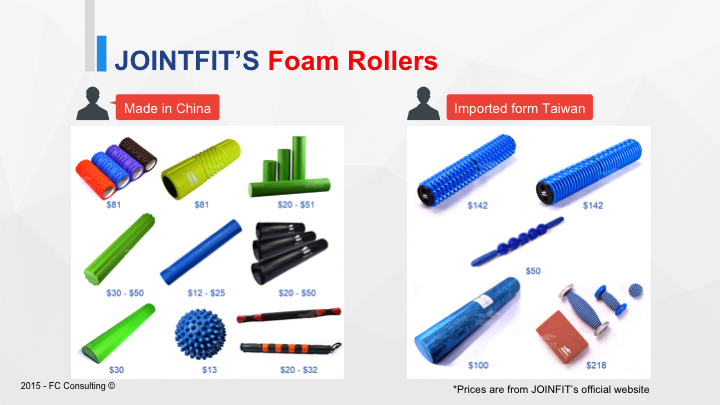 JOINTFIT'S Foam Rollers
Made in China
$81
$81
$20 - $51
$30 - $50
$12 - $25
$20 - $50
$30
$13
$20 - $32
Imported form Taiwan
$142
$142
$50
$100
$218
2015 - FC Consulting ©
*Prices are from JOINFIT's official website